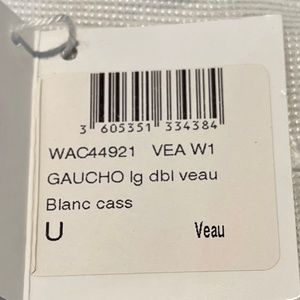 3 605351 334384
WAC44921 VEA W1
GAUCHO lg dbl veau
Blanc cass
U Veau